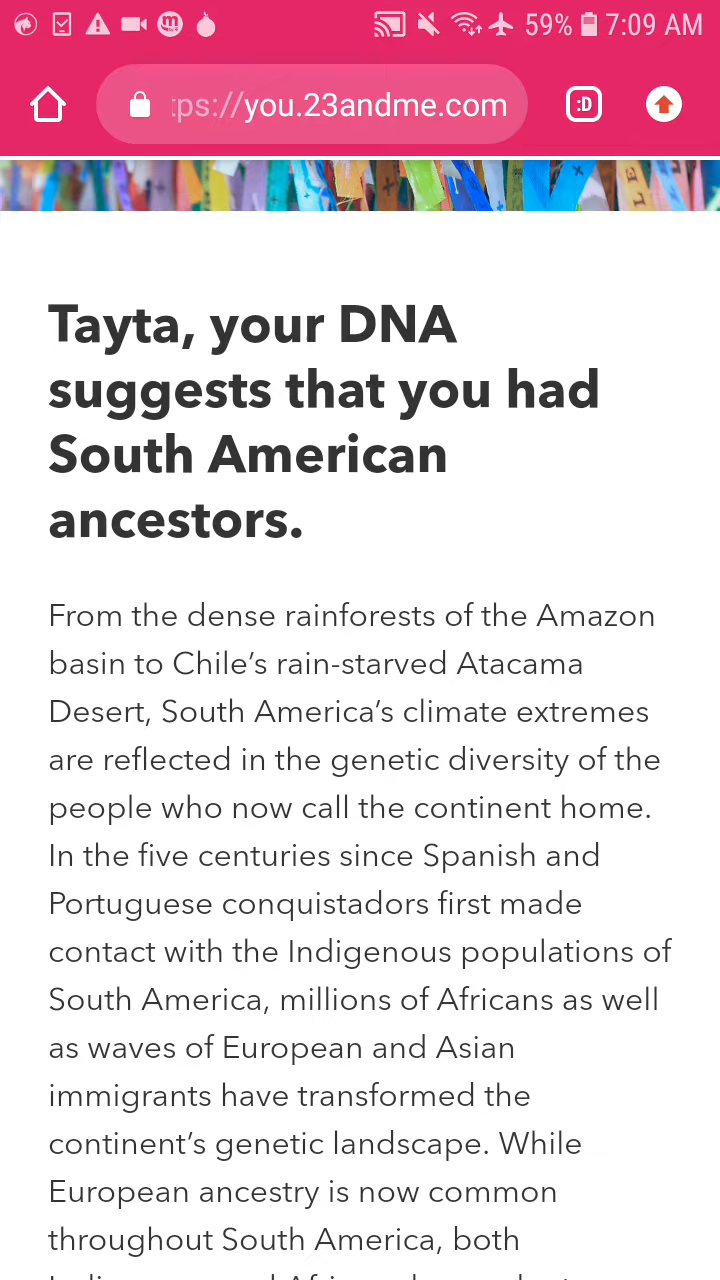 59% 7:09 AM
:ps://you.23andme.com :D
Tayta, your DNA
suggests that you had
South American
ancestors.
From the dense rainforests of the Amazon
basin to Chile’s rain-starved Atacama
Desert, South America’s climate extremes
are reflected in the genetic diversity of the
people who now call the continent home.
In the five centuries since Spanish and
Portuguese conquistadors first made
contact with the Indigenous populations of
South America, millions of Africans as well
as waves of European and Asian
immigrants have transformed the
continent’s genetic landscape. While
European ancestry is now common
throughout South America, both